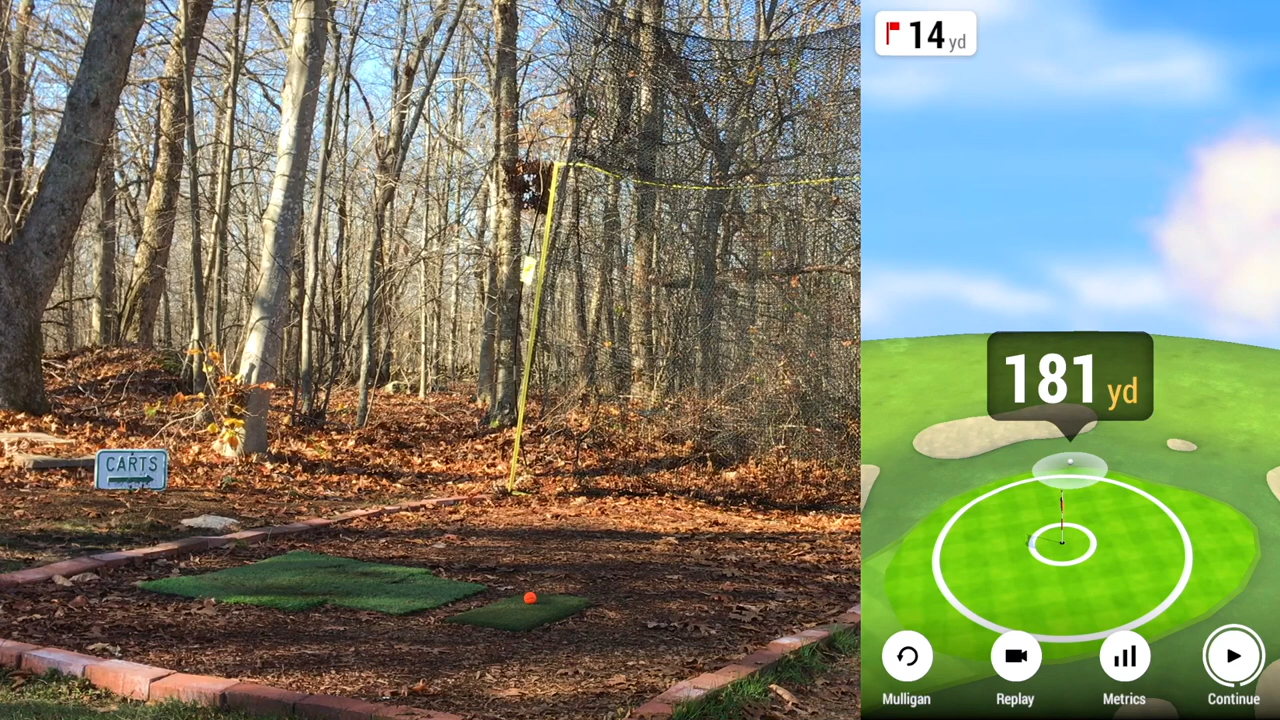 CARTS
14 yd
181 yd
Mulligan
Replay
Metrics
Continue